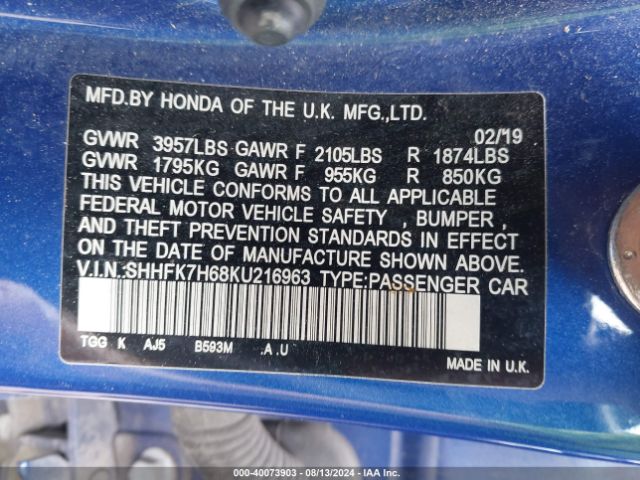 MFD.BY HONDA OF THE U.K. MFG.,LTD.
02/19
GVWR 3957LBS GAWR F 2105LBS R 1874LBS
GVWR 1795KG GAWR F 955KG R 850KG
THIS VEHICLE CONFORMS TO ALL APPLICABLE
FEDERAL MOTOR VEHICLE SAFETY , BUMPER ,
AND THEFT PREVENTION STANDARDS IN EFFECT
ON THE DATE OF MANUFACTURE SHOWN ABOVE.
V.I.N.:SHHFK7H68KU216963 TYPE:PASSENGER CAR
TGG K AJ5 B593M .A .U
MADE IN U.K.
000-40073903 | 08/13/2024 | IAA Inc.